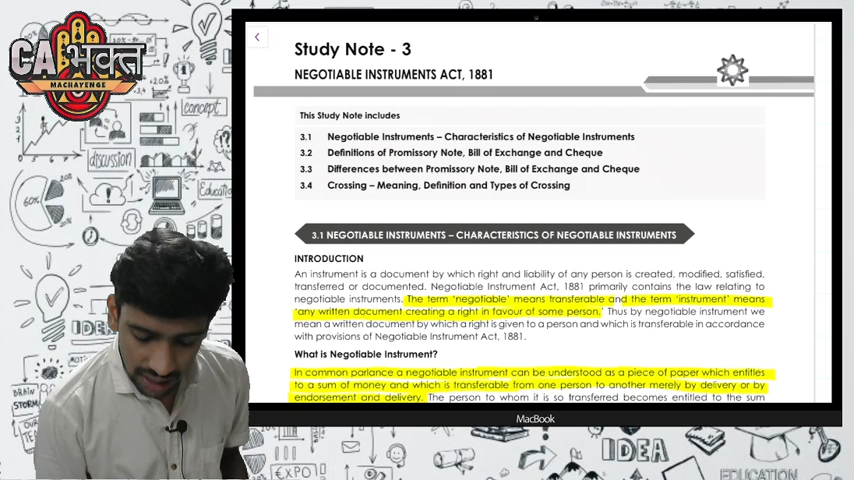 CA भक्त
MACHAYENGE
concept
discussion
Education
60%
20%
20%
IDEA
BRAIN
STORM
EXPO
IDEA
EDUCATION
Study Note - 3
NEGOTIABLE INSTRUMENTS ACT, 1881
This Study Note includes
3.1 Negotiable Instruments – Characteristics of Negotiable Instruments
3.2 Definitions of Promissory Note, Bill of Exchange and Cheque
3.3 Differences between Promissory Note, Bill of Exchange and Cheque
3.4 Crossing – Meaning, Definition and Types of Crossing
3.1 NEGOTIABLE INSTRUMENTS – CHARACTERISTICS OF NEGOTIABLE INSTRUMENTS
INTRODUCTION
An instrument is a document by which right and liability of any person is created, modified, satisfied,
transferred or documented. Negotiable Instrument Act, 1881 primarily contains the law relating to
negotiable instruments. The term ‘negotiable’ means transferable and the term ‘instrument’ means
‘any written document creating a right in favour of some person.’ Thus by negotiable instrument we
mean a written document by which a right is given to a person and which is transferable in accordance
with provisions of Negotiable Instrument Act, 1881.
What is Negotiable Instrument?
In common parlance a negotiable instrument can be understood as a piece of paper which entitles
to a sum of money and which is transferable from one person to another merely by delivery or by
endorsement and delivery. The person to whom it is so transferred becomes entitled to the sum
MacBook